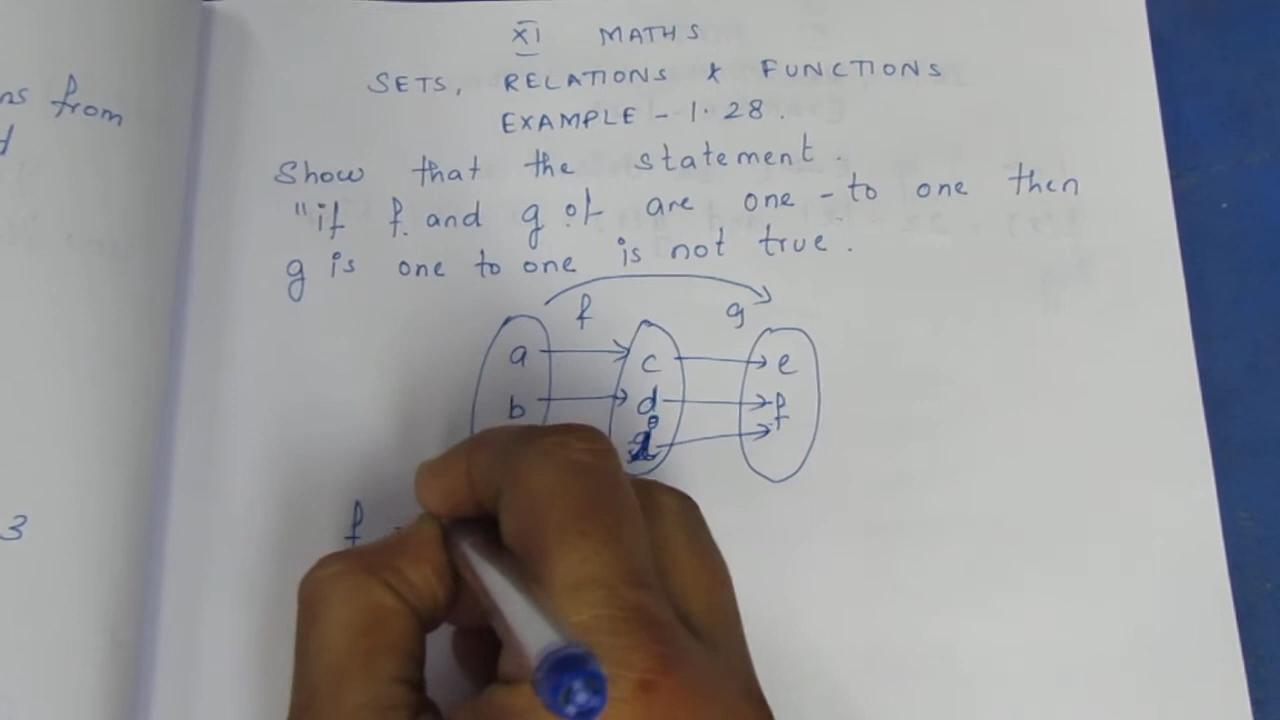 ns from
d
XI MATHS
SETS, RELATIONS & FUNCTIONS
EXAMPLE - 1.28.
Show that the statement.
"if f and g of are one - to one then
g is one to one is not true.
f g
a c e
b d f
f -
3